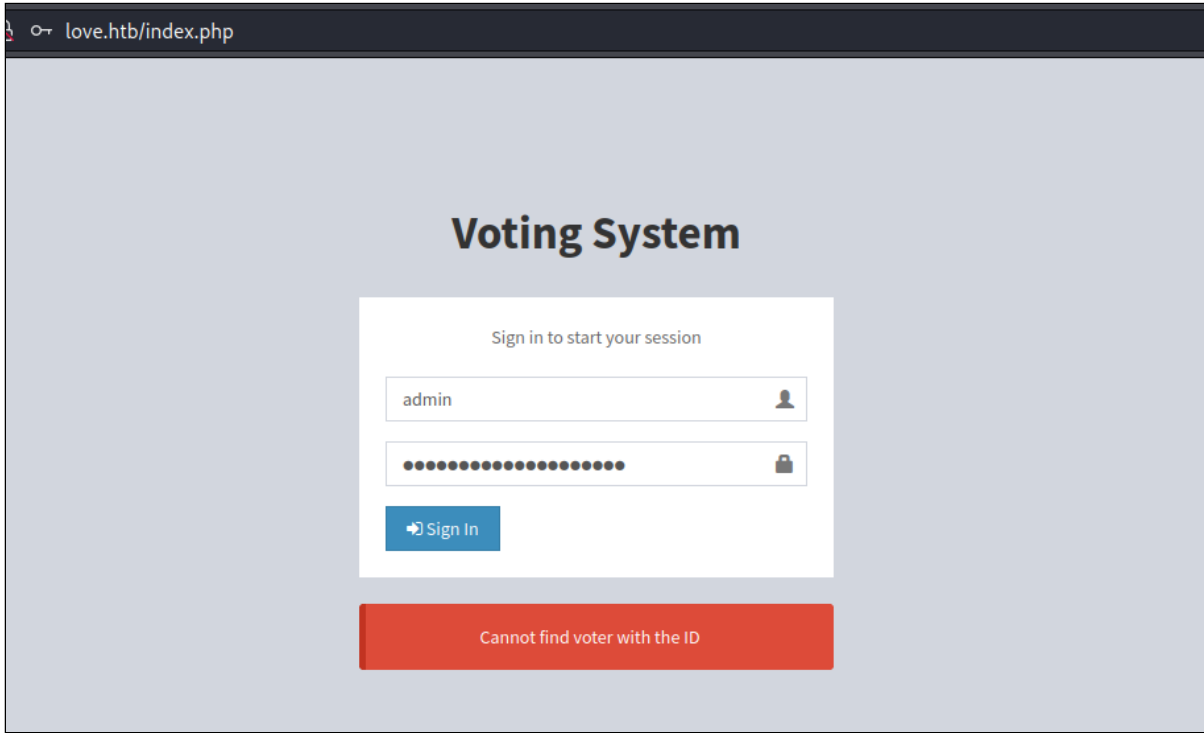 love.htb/index.php
Voting System
Sign in to start your session
admin
●●●●●●●●●●●●●●●●●●●●
Sign In
Cannot find voter with the ID